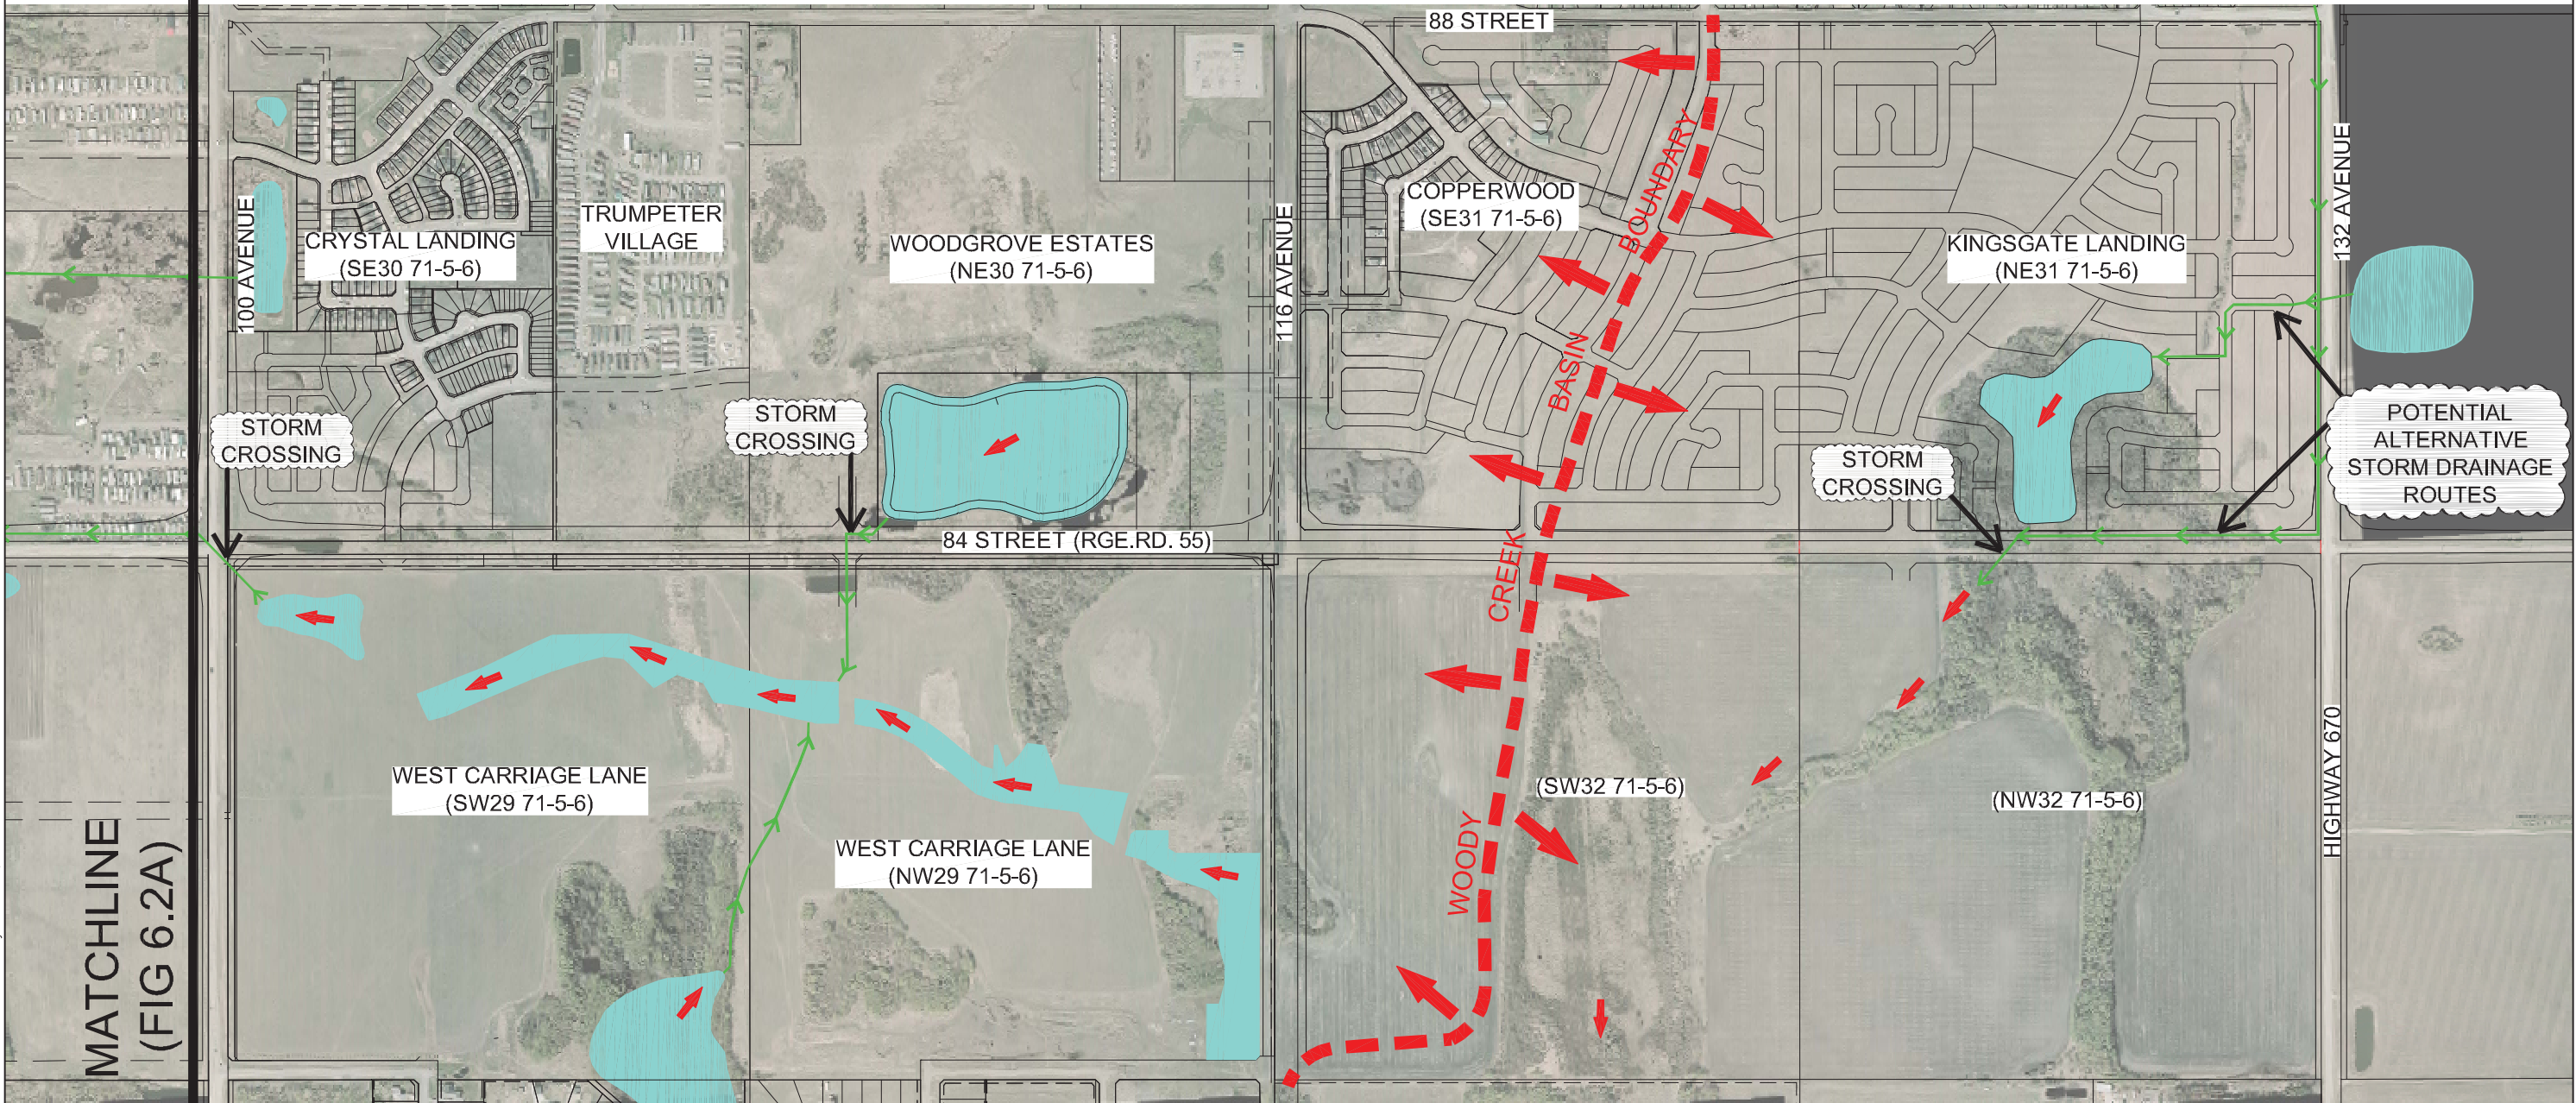 88 STREET
132 AVENUE
100 AVENUE
CRYSTAL LANDING
(SE30 71-5-6)
TRUMPETER
VILLAGE
WOODGROVE ESTATES
(NE30 71-5-6)
116 AVENUE
COPPERWOOD
(SE31 71-5-6)
KINGSGATE LANDING
(NE31 71-5-6)
WOODY CREEK BASIN BOUNDARY
STORM
CROSSING
STORM
CROSSING
STORM
CROSSING
POTENTIAL
ALTERNATIVE
STORM DRAINAGE
ROUTES
84 STREET (RGE.RD. 55)
WEST CARRIAGE LANE
(SW29 71-5-6)
WEST CARRIAGE LANE
(NW29 71-5-6)
(SW32 71-5-6)
(NW32 71-5-6)
HIGHWAY 670
MATCHLINE
(FIG 6.2A)